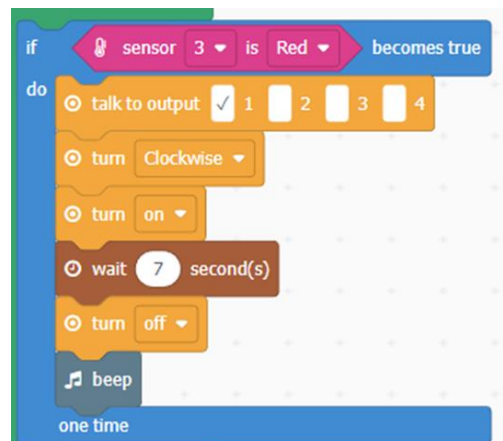 if sensor 3 is Red becomes true
do
talk to output ✓ 1 2 3 4
turn Clockwise
turn on
wait 7 second(s)
turn off
beep
one time